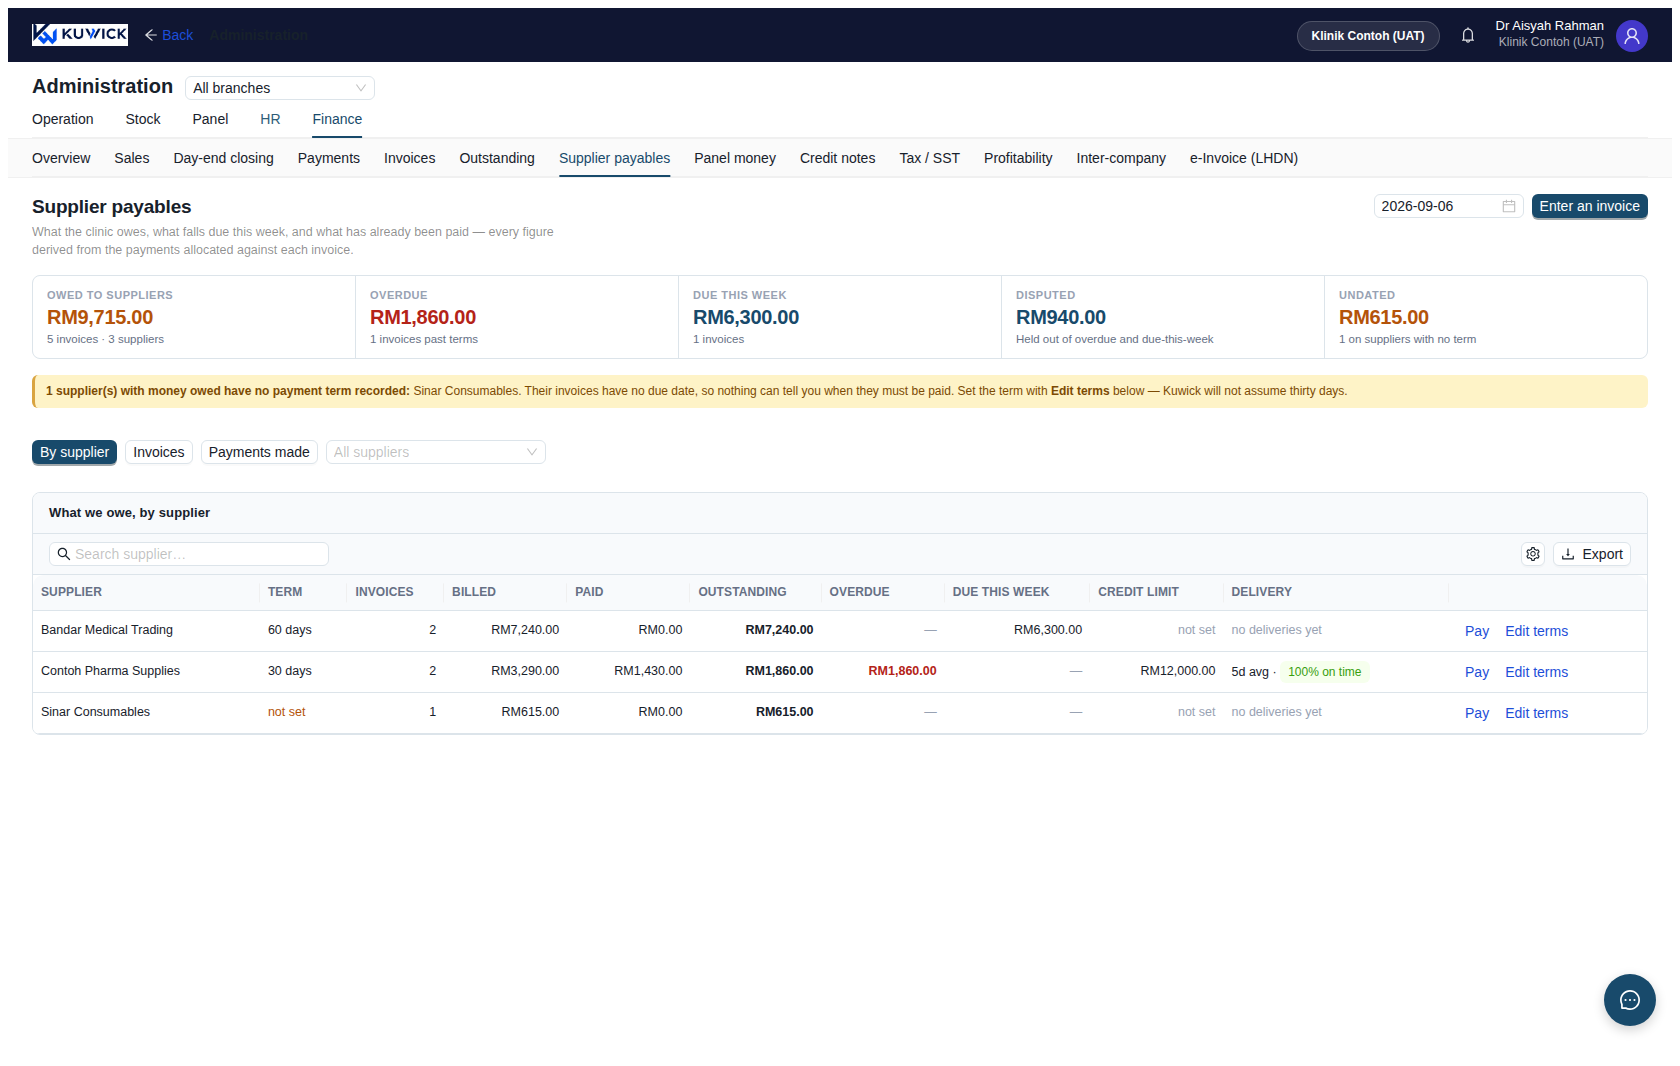 KUWICK
Back Administration
Klinik Contoh (UAT)
Dr Aisyah Rahman
Klinik Contoh (UAT)
Administration
All branches
Operation Stock Panel HR Finance
Overview Sales Day-end closing Payments Invoices Outstanding Supplier payables Panel money Credit notes Tax / SST Profitability Inter-company e-Invoice (LHDN)
Supplier payables
2026-09-06
Enter an invoice
What the clinic owes, what falls due this week, and what has already been paid — every figure
derived from the payments allocated against each invoice.
OWED TO SUPPLIERS
RM9,715.00
5 invoices · 3 suppliers
OVERDUE
RM1,860.00
1 invoices past terms
DUE THIS WEEK
RM6,300.00
1 invoices
DISPUTED
RM940.00
Held out of overdue and due-this-week
UNDATED
RM615.00
1 on suppliers with no term
1 supplier(s) with money owed have no payment term recorded: Sinar Consumables. Their invoices have no due date, so nothing can tell you when they must be paid. Set the term with Edit terms below — Kuwick will not assume thirty days.
By supplier Invoices Payments made All suppliers
What we owe, by supplier
Search supplier…
Export
SUPPLIER TERM INVOICES BILLED PAID OUTSTANDING OVERDUE DUE THIS WEEK CREDIT LIMIT DELIVERY
Bandar Medical Trading 60 days 2 RM7,240.00 RM0.00 RM7,240.00 — RM6,300.00 not set no deliveries yet Pay Edit terms
Contoh Pharma Supplies 30 days 2 RM3,290.00 RM1,430.00 RM1,860.00 RM1,860.00 — RM12,000.00 5d avg · 100% on time Pay Edit terms
Sinar Consumables not set 1 RM615.00 RM0.00 RM615.00 — — not set no deliveries yet Pay Edit terms